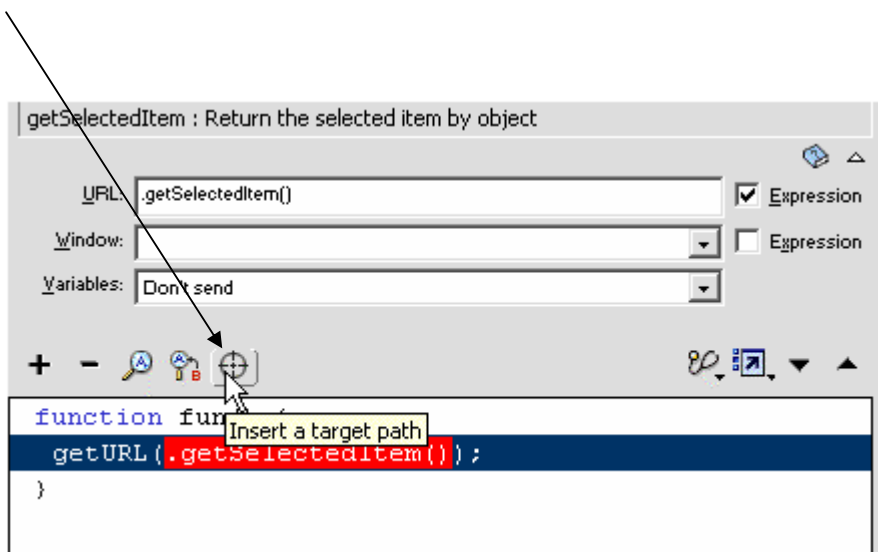 getSelectedItem : Return the selected item by object
URL: .getSelectedItem() Expression
Window: Expression
Variables: Don't send
+ - A A B
function fun
Insert a target path
getURL(.getSelectedItem());
}